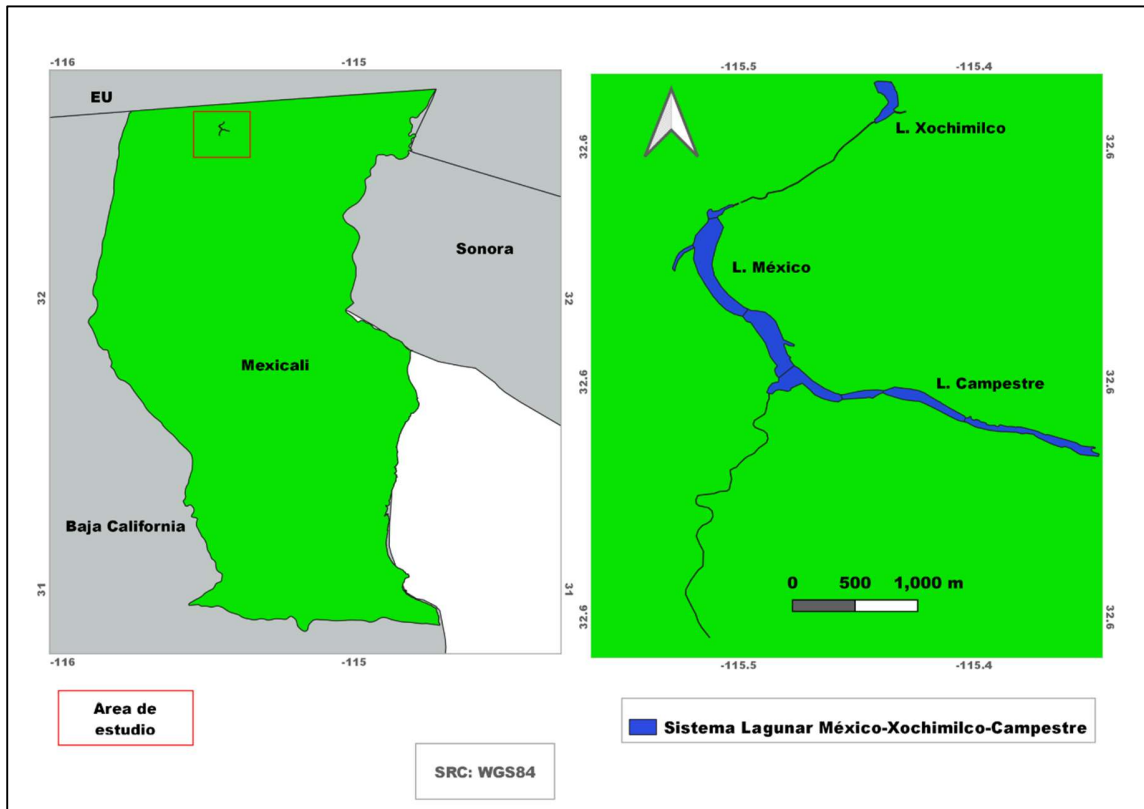 -116
-115
EU
Sonora
32
32
Mexicali
Baja California
31
31
-116
-115
Area de
estudio
SRC: WGS84
-115.5
-115.4
L. Xochimilco
32.6
32.6
L. México
L. Campestre
32.6
32.6
0 500 1,000 m
32.6
32.6
-115.5
-115.4
Sistema Lagunar México-Xochimilco-Campestre